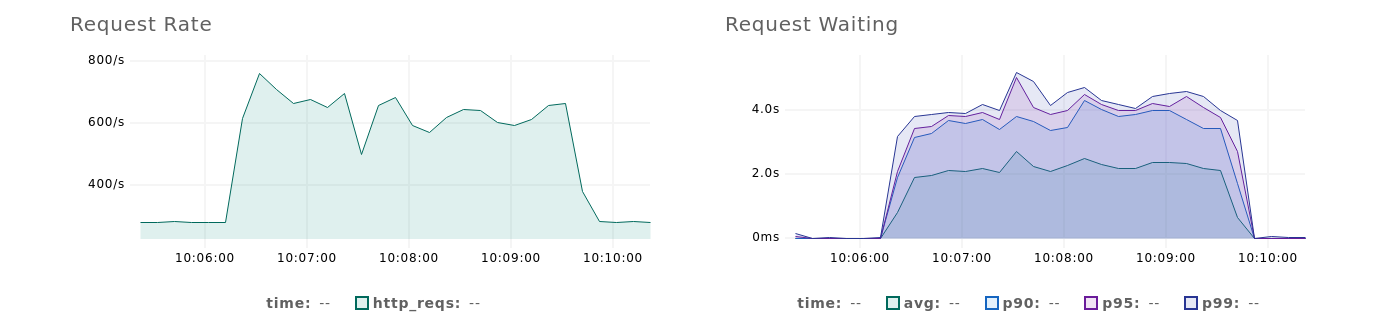 Request Rate
800/s
600/s
400/s
10:06:00 10:07:00 10:08:00 10:09:00 10:10:00
time: -- http_reqs: --
Request Waiting
4.0s
2.0s
0ms
10:06:00 10:07:00 10:08:00 10:09:00 10:10:00
time: -- avg: -- p90: -- p95: -- p99: --